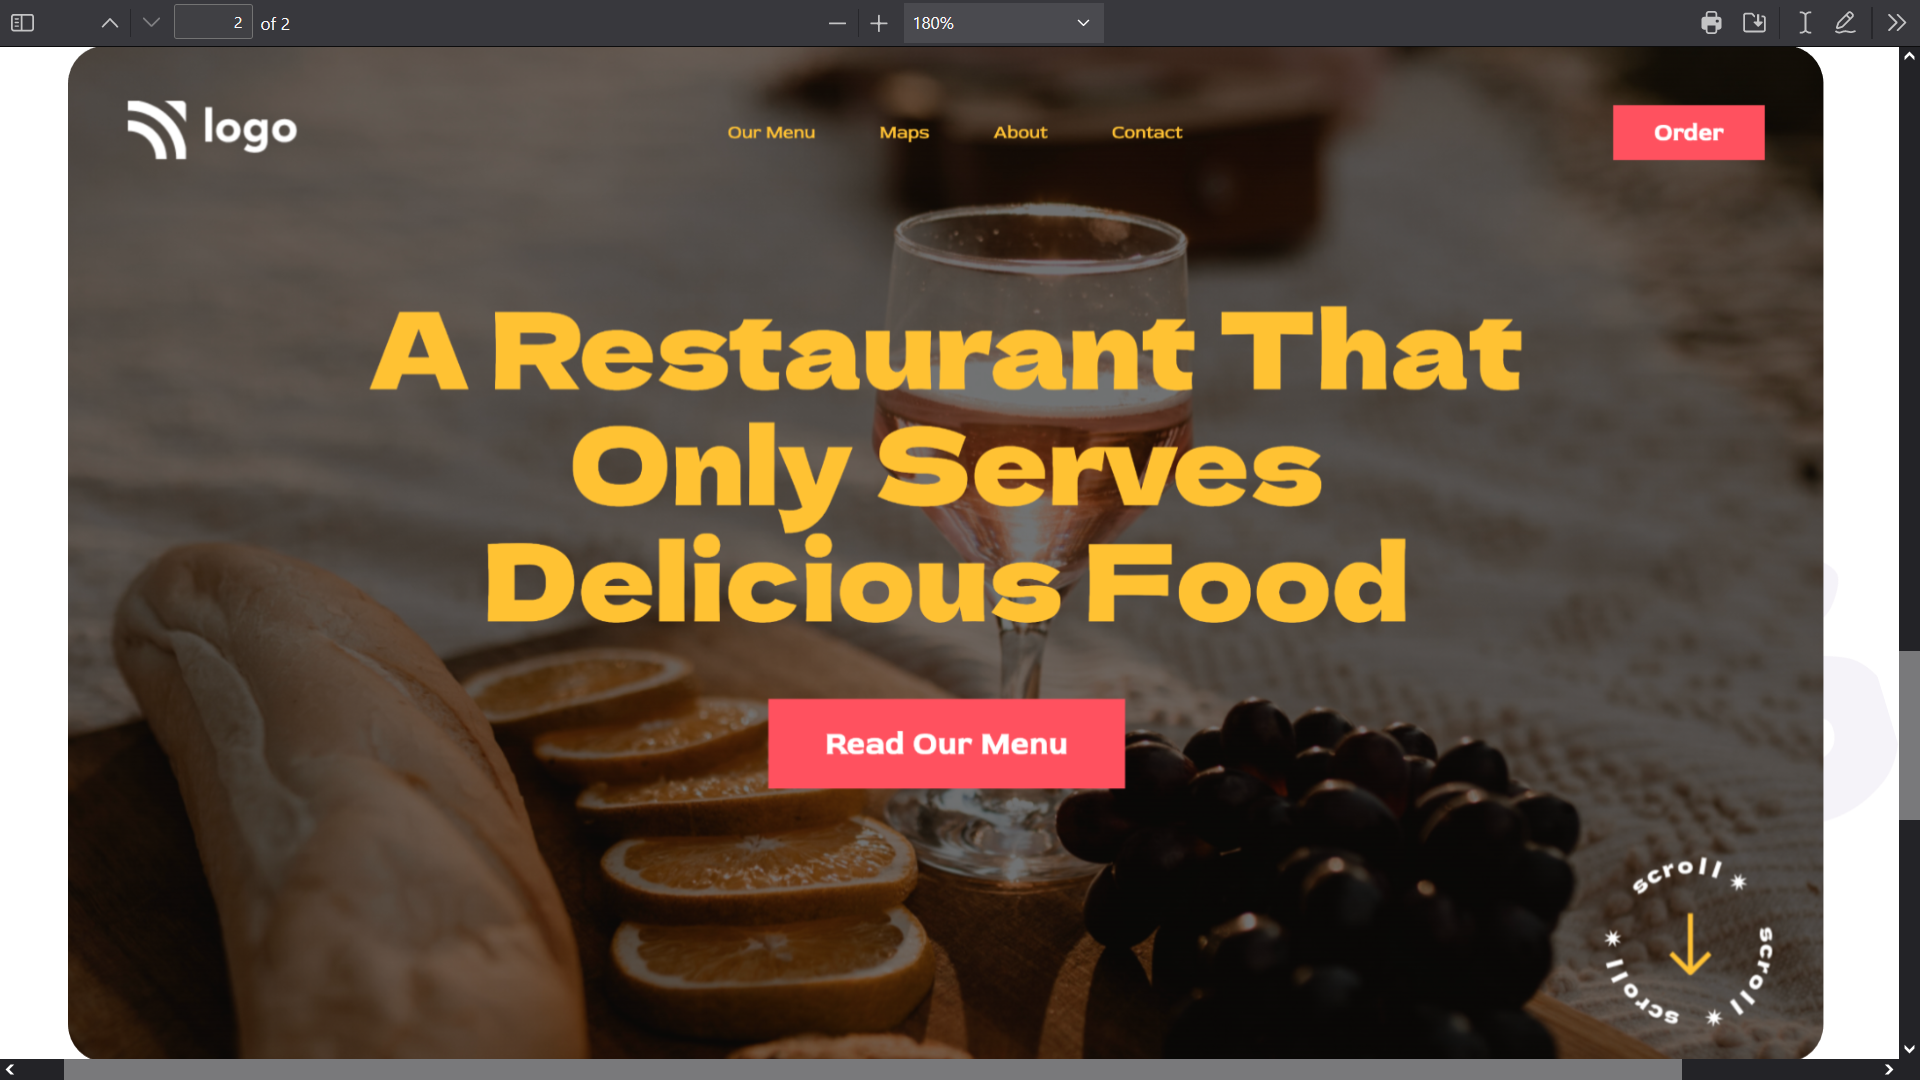 2 of 2
180%
logo
Our Menu Maps About Contact
Order
A Restaurant That
Only Serves
Delicious Food
Read Our Menu
scroll
scroll
scroll